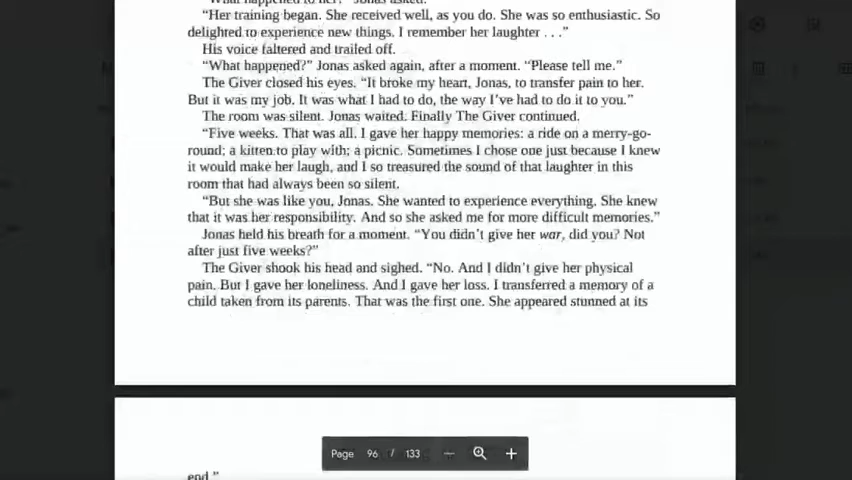 "What happened to her?" Jonas asked.
"Her training began. She received well, as you do. She was so enthusiastic. So
delighted to experience new things. I remember her laughter . . ."
His voice faltered and trailed off.
"What happened?" Jonas asked again, after a moment. "Please tell me."
The Giver closed his eyes. "It broke my heart, Jonas, to transfer pain to her.
But it was my job. It was what I had to do, the way I've had to do it to you."
The room was silent. Jonas waited. Finally The Giver continued.
"Five weeks. That was all. I gave her happy memories: a ride on a merry-go-
round; a kitten to play with; a picnic. Sometimes I chose one just because I knew
it would make her laugh, and I so treasured the sound of that laughter in this
room that had always been so silent.
"But she was like you, Jonas. She wanted to experience everything. She knew
that it was her responsibility. And so she asked me for more difficult memories."
Jonas held his breath for a moment. "You didn't give her war, did you? Not
after just five weeks?"
The Giver shook his head and sighed. "No. And I didn't give her physical
pain. But I gave her loneliness. And I gave her loss. I transferred a memory of a
child taken from its parents. That was the first one. She appeared stunned at its
end."
Page 96 / 133